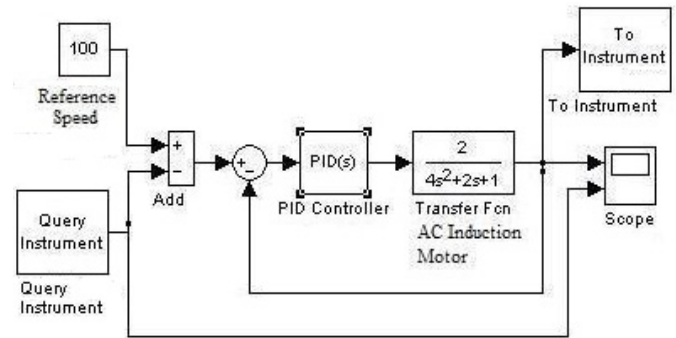 100
Reference
Speed
+
−
Add
+
−
PID(s)
PID Controller
2
4s²+2s+1
Transfer Fcn
AC Induction
Motor
To
Instrument
To Instrument
Scope
Query
Instrument
Query
Instrument